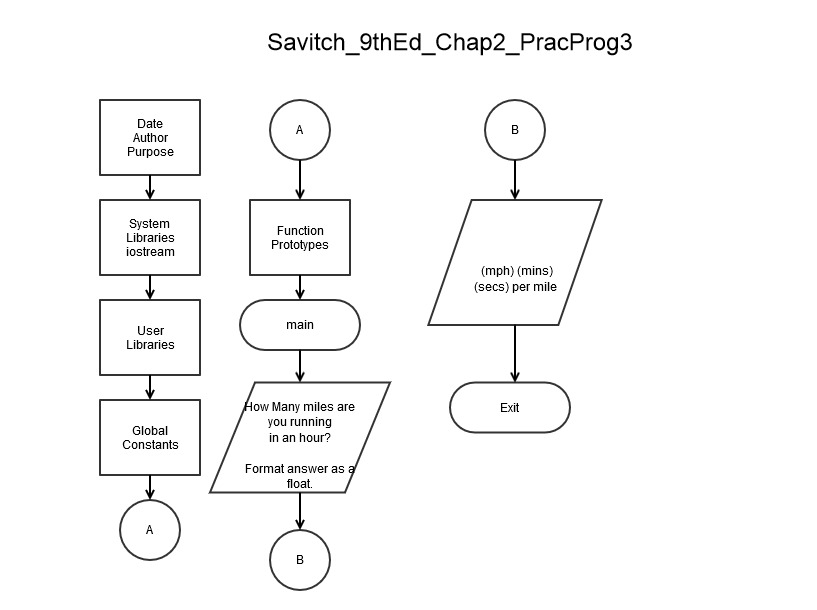 Savitch_9thEd_Chap2_PracProg3
Date
Author
Purpose
System
Libraries
iostream
User
Libraries
Global
Constants
A
A
Function
Prototypes
main
How Many miles are
you running
in an hour?
Format answer as a
float.
B
B
(mph) (mins)
(secs) per mile
Exit